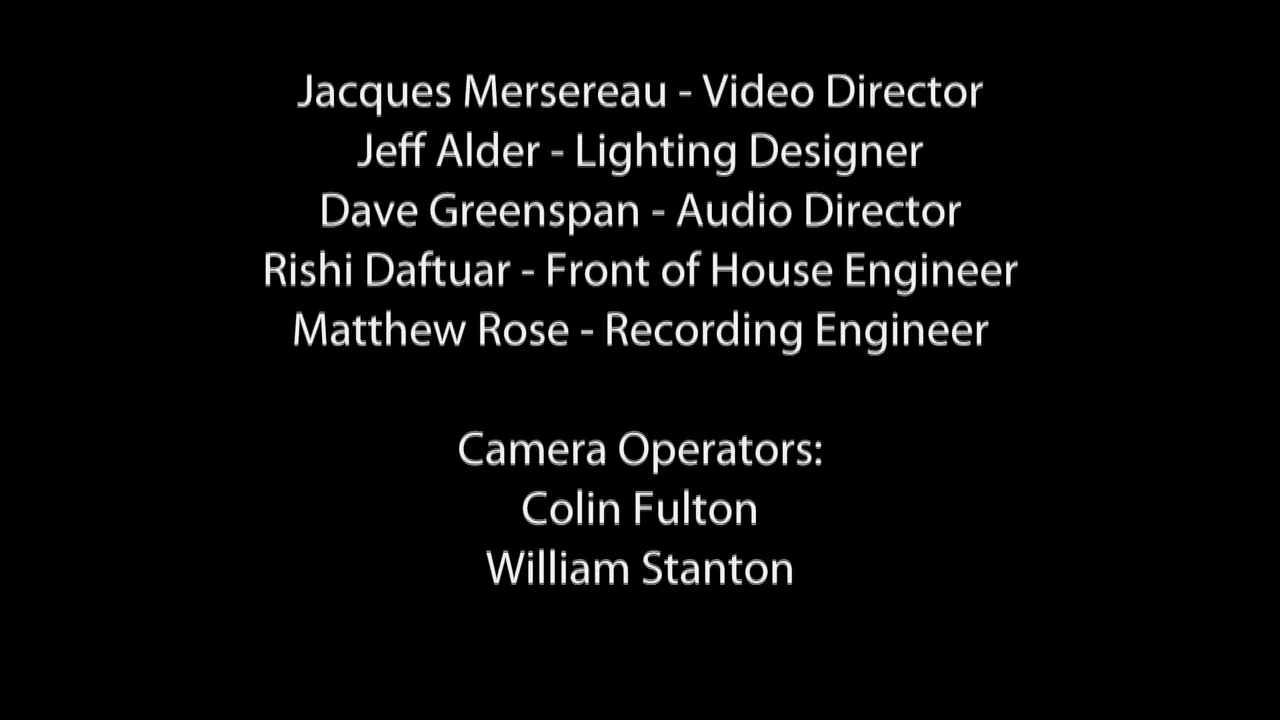 Jacques Mersereau - Video Director
Jeff Alder - Lighting Designer
Dave Greenspan - Audio Director
Rishi Daftuar - Front of House Engineer
Matthew Rose - Recording Engineer
Camera Operators:
Colin Fulton
William Stanton